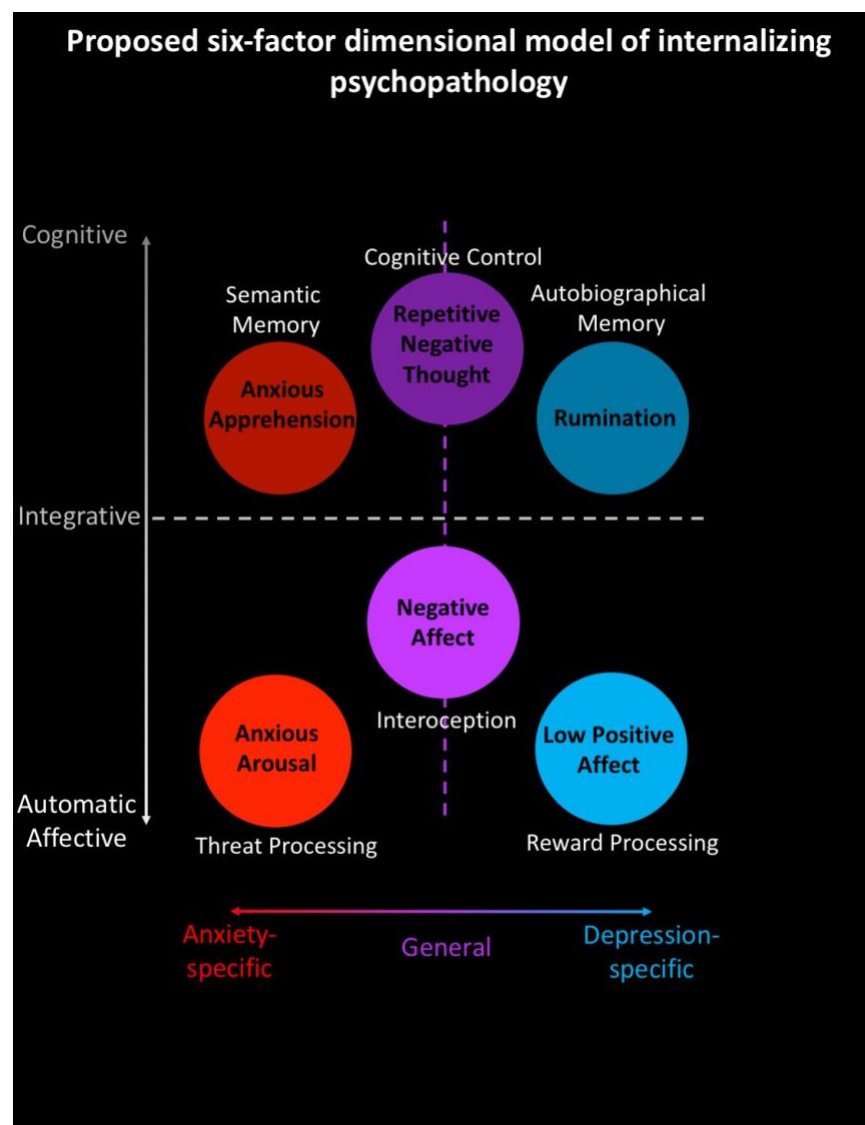 Proposed six-factor dimensional model of internalizing
psychopathology
Cognitive
Cognitive Control
Semantic
Memory
Autobiographical
Memory
Repetitive
Negative
Thought
Anxious
Apprehension
Rumination
Integrative
Negative
Affect
Interoception
Anxious
Arousal
Low Positive
Affect
Automatic
Affective
Threat Processing
Reward Processing
Anxiety-
specific
General
Depression-
specific